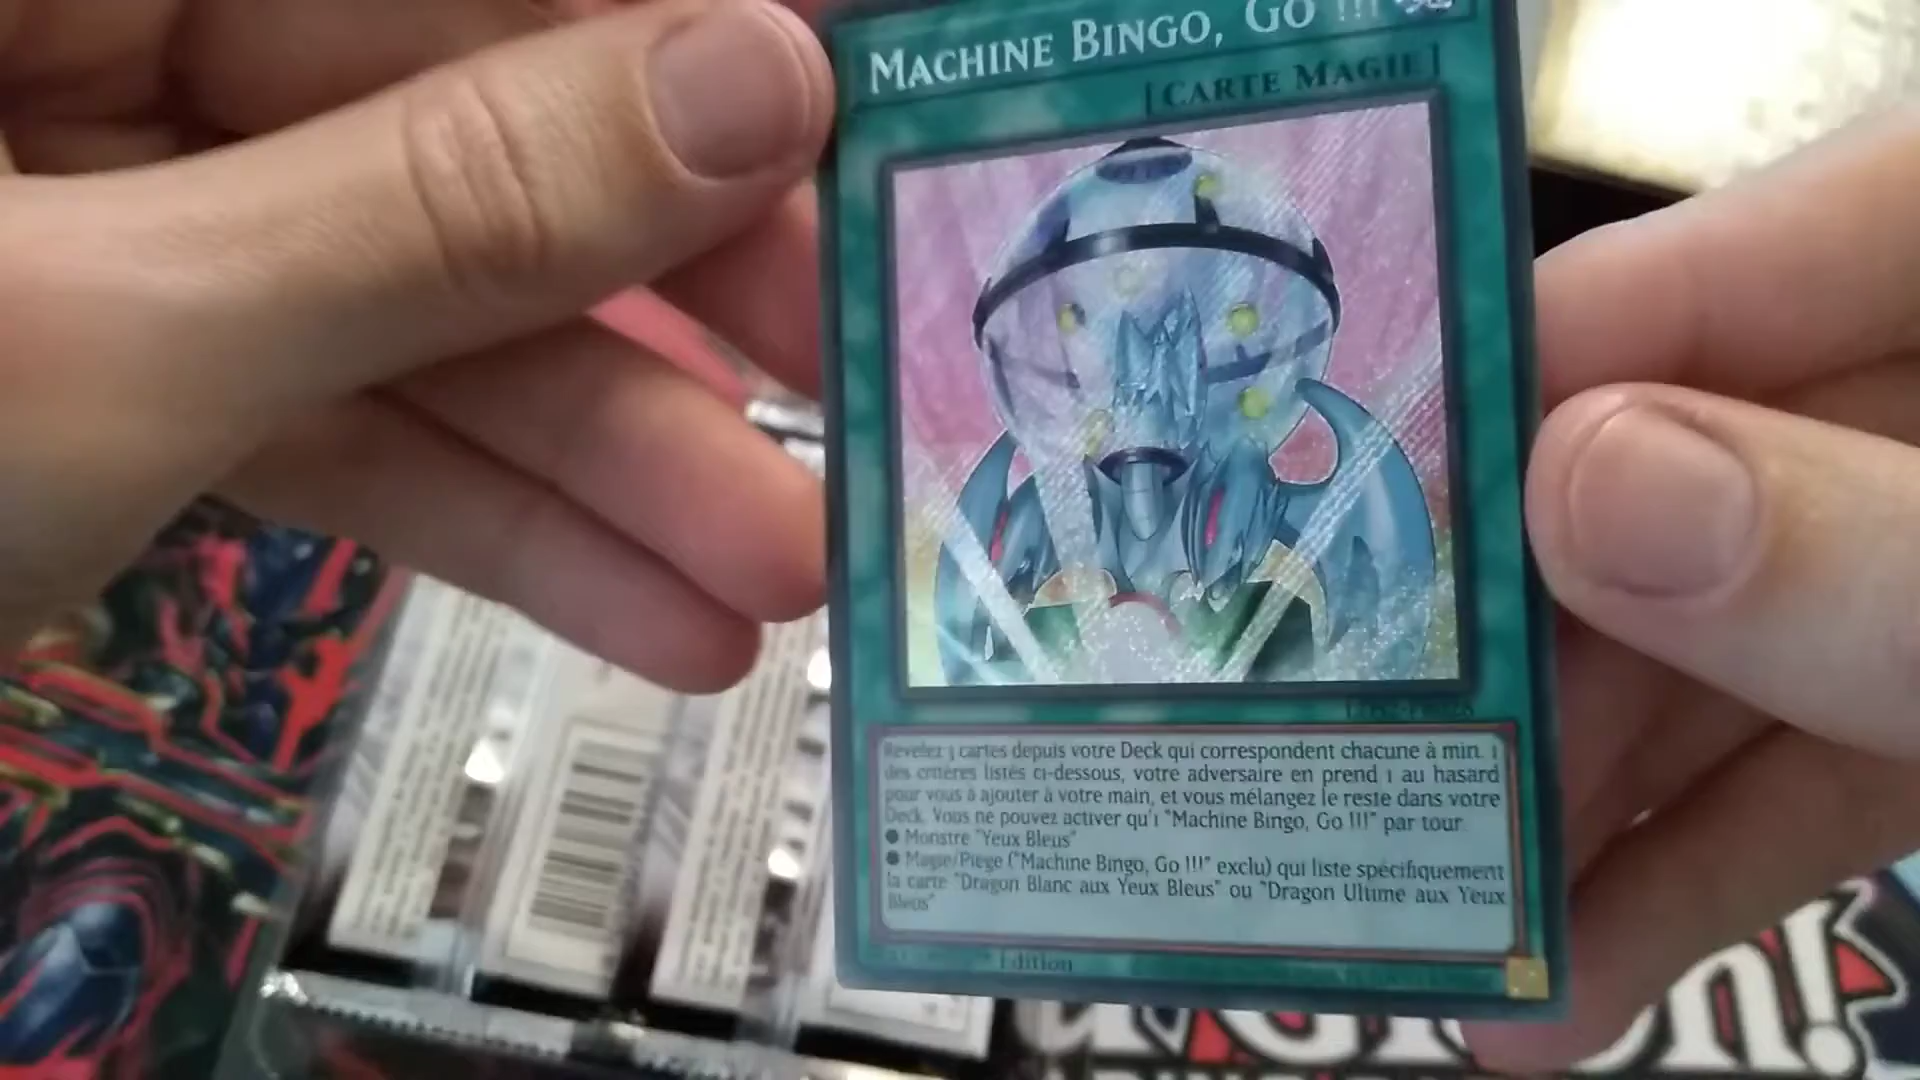 MACHINE BINGO, GO !!!
[CARTE MAGIE]
Révélez 3 cartes depuis votre Deck qui correspondent chacune à min. 1
des critères listés ci-dessous, votre adversaire en prend 1 au hasard
pour vous à ajouter à votre main, et vous mélangez le reste dans votre
Deck. Vous ne pouvez activer qu'1 "Machine Bingo, Go !!!" par tour.
● Monstre "Yeux Bleus"
● Magie/Piège ("Machine Bingo, Go !!!" exclu) qui liste spécifiquement
la carte "Dragon Blanc aux Yeux Bleus" ou "Dragon Ultime aux Yeux
Bleus"
Edition